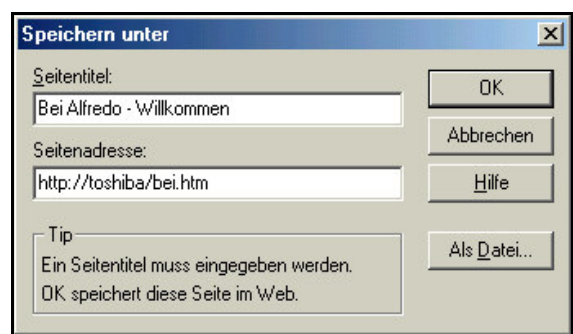 Speichern unter
Seitentitel:
Bei Alfredo - Willkommen
Seitenadresse:
http://toshiba/bei.htm
Tip
Ein Seitentitel muss eingegeben werden.
OK speichert diese Seite im Web.
OK
Abbrechen
Hilfe
Als Datei...